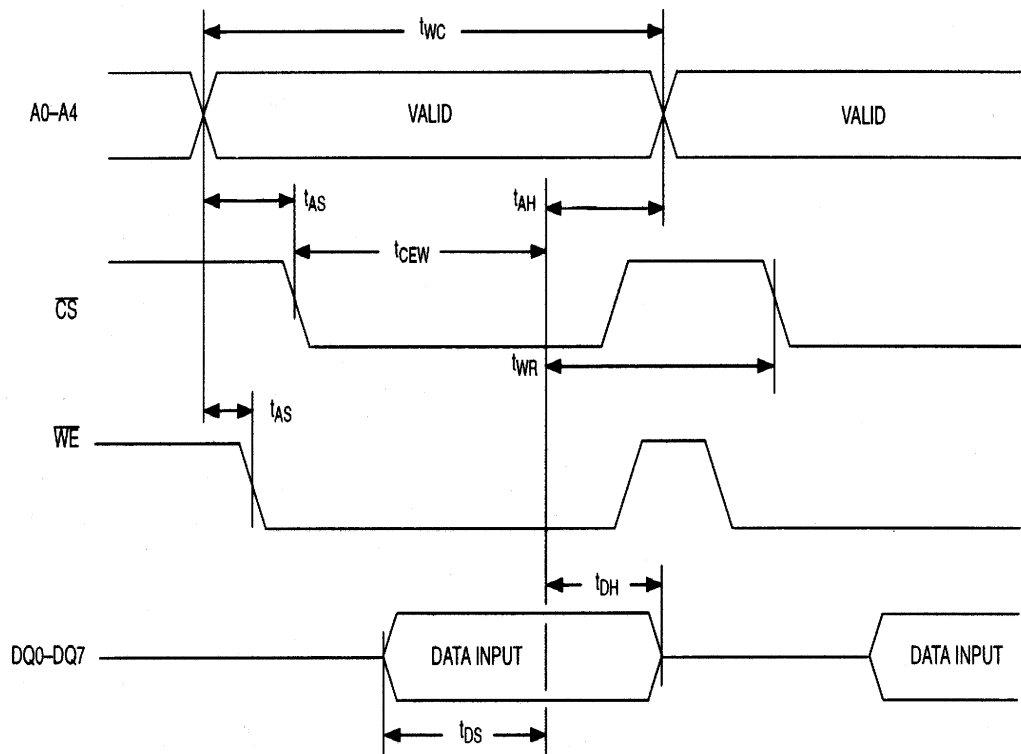 tWC
A0–A4
VALID
VALID
tAS
tAH
tCEW
CS
tWR
tAS
WE
tDH
DQ0–DQ7
DATA INPUT
DATA INPUT
tDS